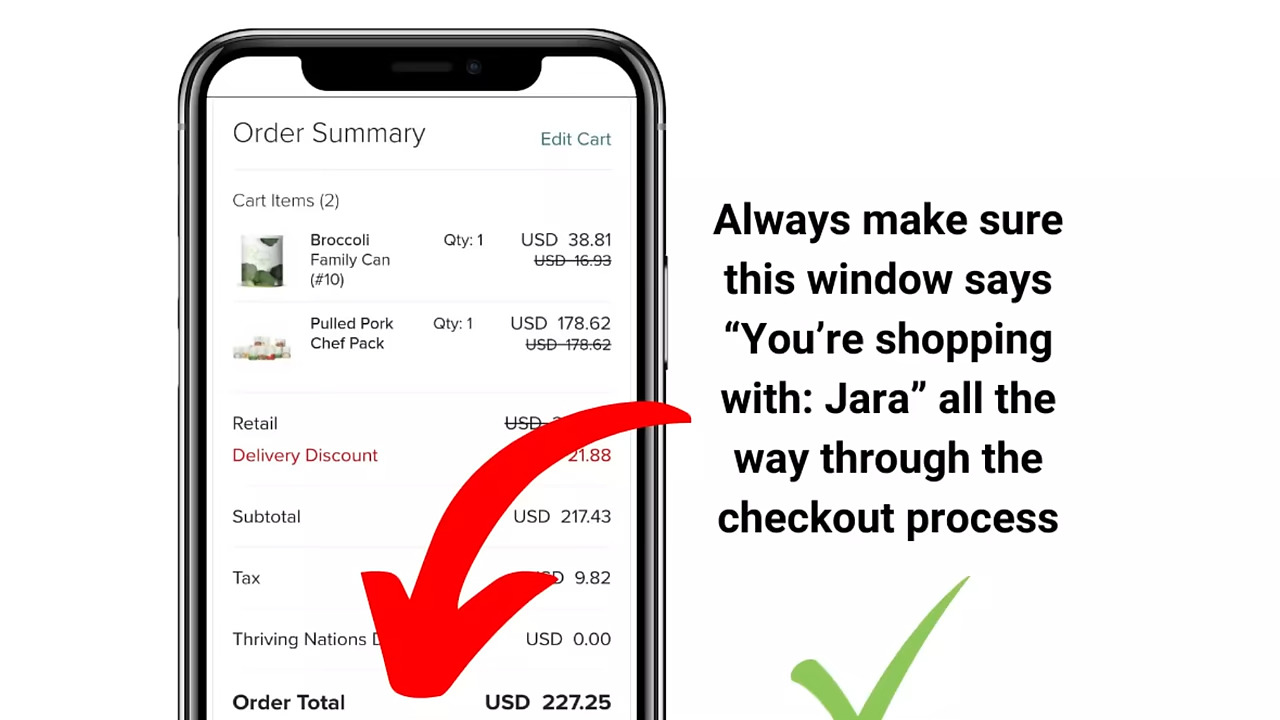 Order Summary
Edit Cart
Cart Items (2)
Broccoli
Family Can
(#10)
Qty: 1
USD 38.81
USD 16.93
Pulled Pork
Chef Pack
Qty: 1
USD 178.62
USD 178.62
Retail
USD
Delivery Discount
21.88
Subtotal
USD 217.43
Tax
9.82
Thriving Nations
USD 0.00
Order Total
USD 227.25
Always make sure
this window says
“You’re shopping
with: Jara” all the
way through the
checkout process